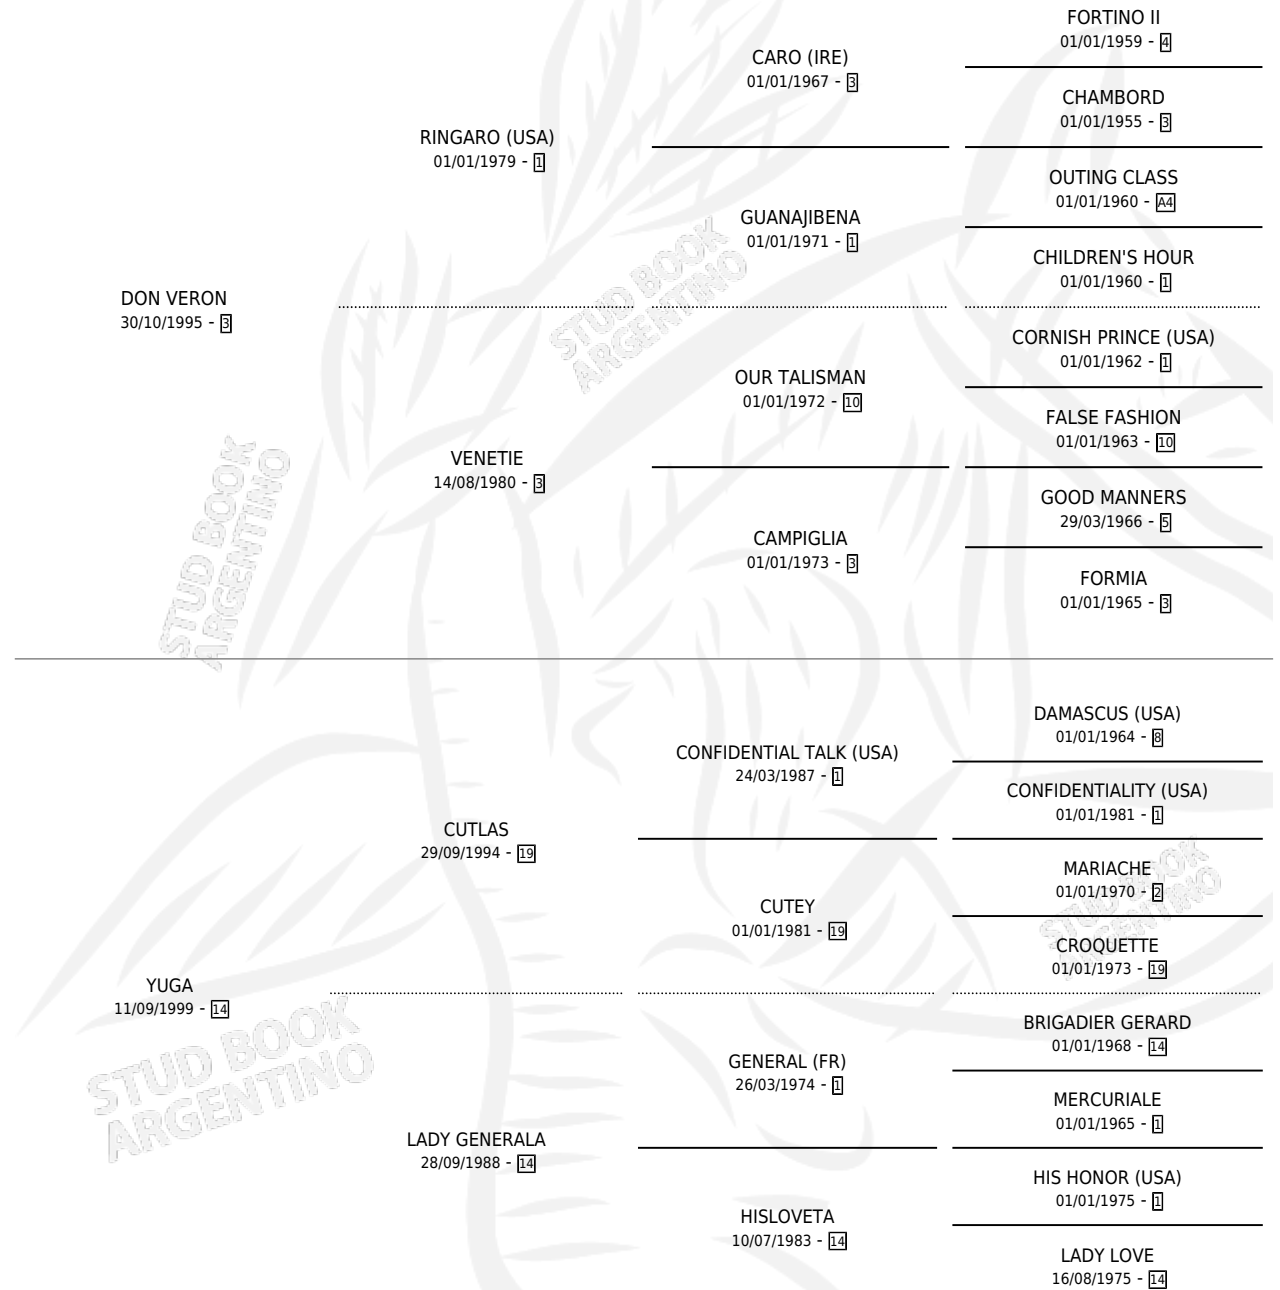 FORTINO II
01/01/1959 - 4
CARO (IRE)
01/01/1967 - 3
CHAMBORD
01/01/1955 - 3
RINGARO (USA)
01/01/1979 - 1
OUTING CLASS
01/01/1960 - A4
GUANAJIBENA
01/01/1971 - 1
CHILDREN'S HOUR
01/01/1960 - 1
DON VERON
30/10/1995 - 3
CORNISH PRINCE (USA)
01/01/1962 - 1
OUR TALISMAN
01/01/1972 - 10
FALSE FASHION
01/01/1963 - 10
VENETIE
14/08/1980 - 3
GOOD MANNERS
29/03/1966 - 5
CAMPIGLIA
01/01/1973 - 3
FORMIA
01/01/1965 - 3
STUD BOOK
ARGENTINO
STUD BOOK
ARGENTINO
DAMASCUS (USA)
01/01/1964 - 8
CONFIDENTIAL TALK (USA)
24/03/1987 - 1
CONFIDENTIALITY (USA)
01/01/1981 - 1
CUTLAS
29/09/1994 - 19
MARIACHE
01/01/1970 - 2
CUTEY
01/01/1981 - 19
CROQUETTE
01/01/1973 - 19
STUD BOOK
ARGENTINO
YUGA
11/09/1999 - 14
BRIGADIER GERARD
01/01/1968 - 14
GENERAL (FR)
26/03/1974 - 1
MERCURIALE
01/01/1965 - 1
LADY GENERALA
28/09/1988 - 14
HIS HONOR (USA)
01/01/1975 - 1
HISLOVETA
10/07/1983 - 14
LADY LOVE
16/08/1975 - 14
STUD BOOK
ARGENTINO